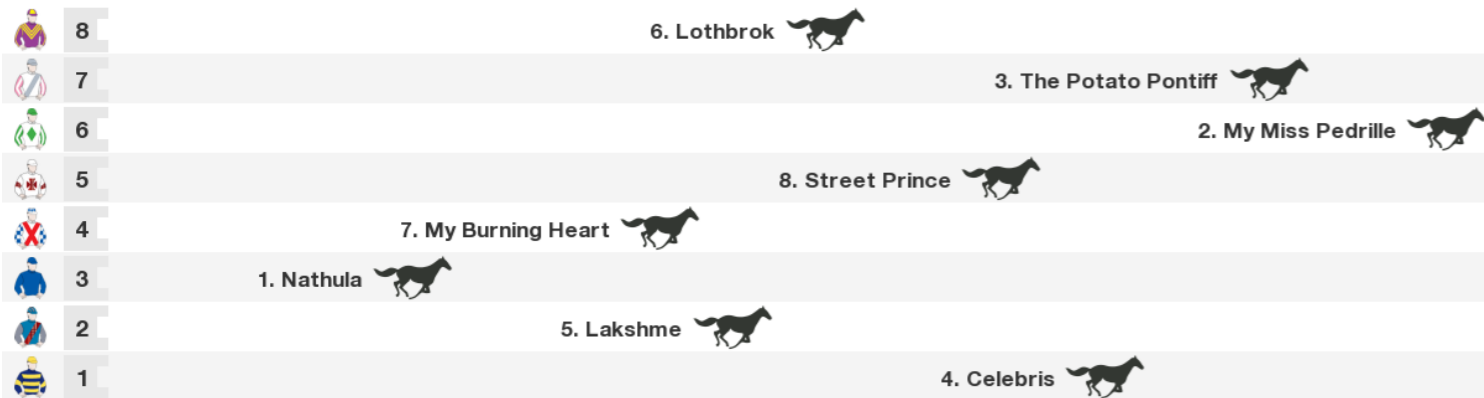 8 6. Lothbrok
7 3. The Potato Pontiff
6 2. My Miss Pedrille
5 8. Street Prince
4 7. My Burning Heart
3 1. Nathula
2 5. Lakshme
1 4. Celebris